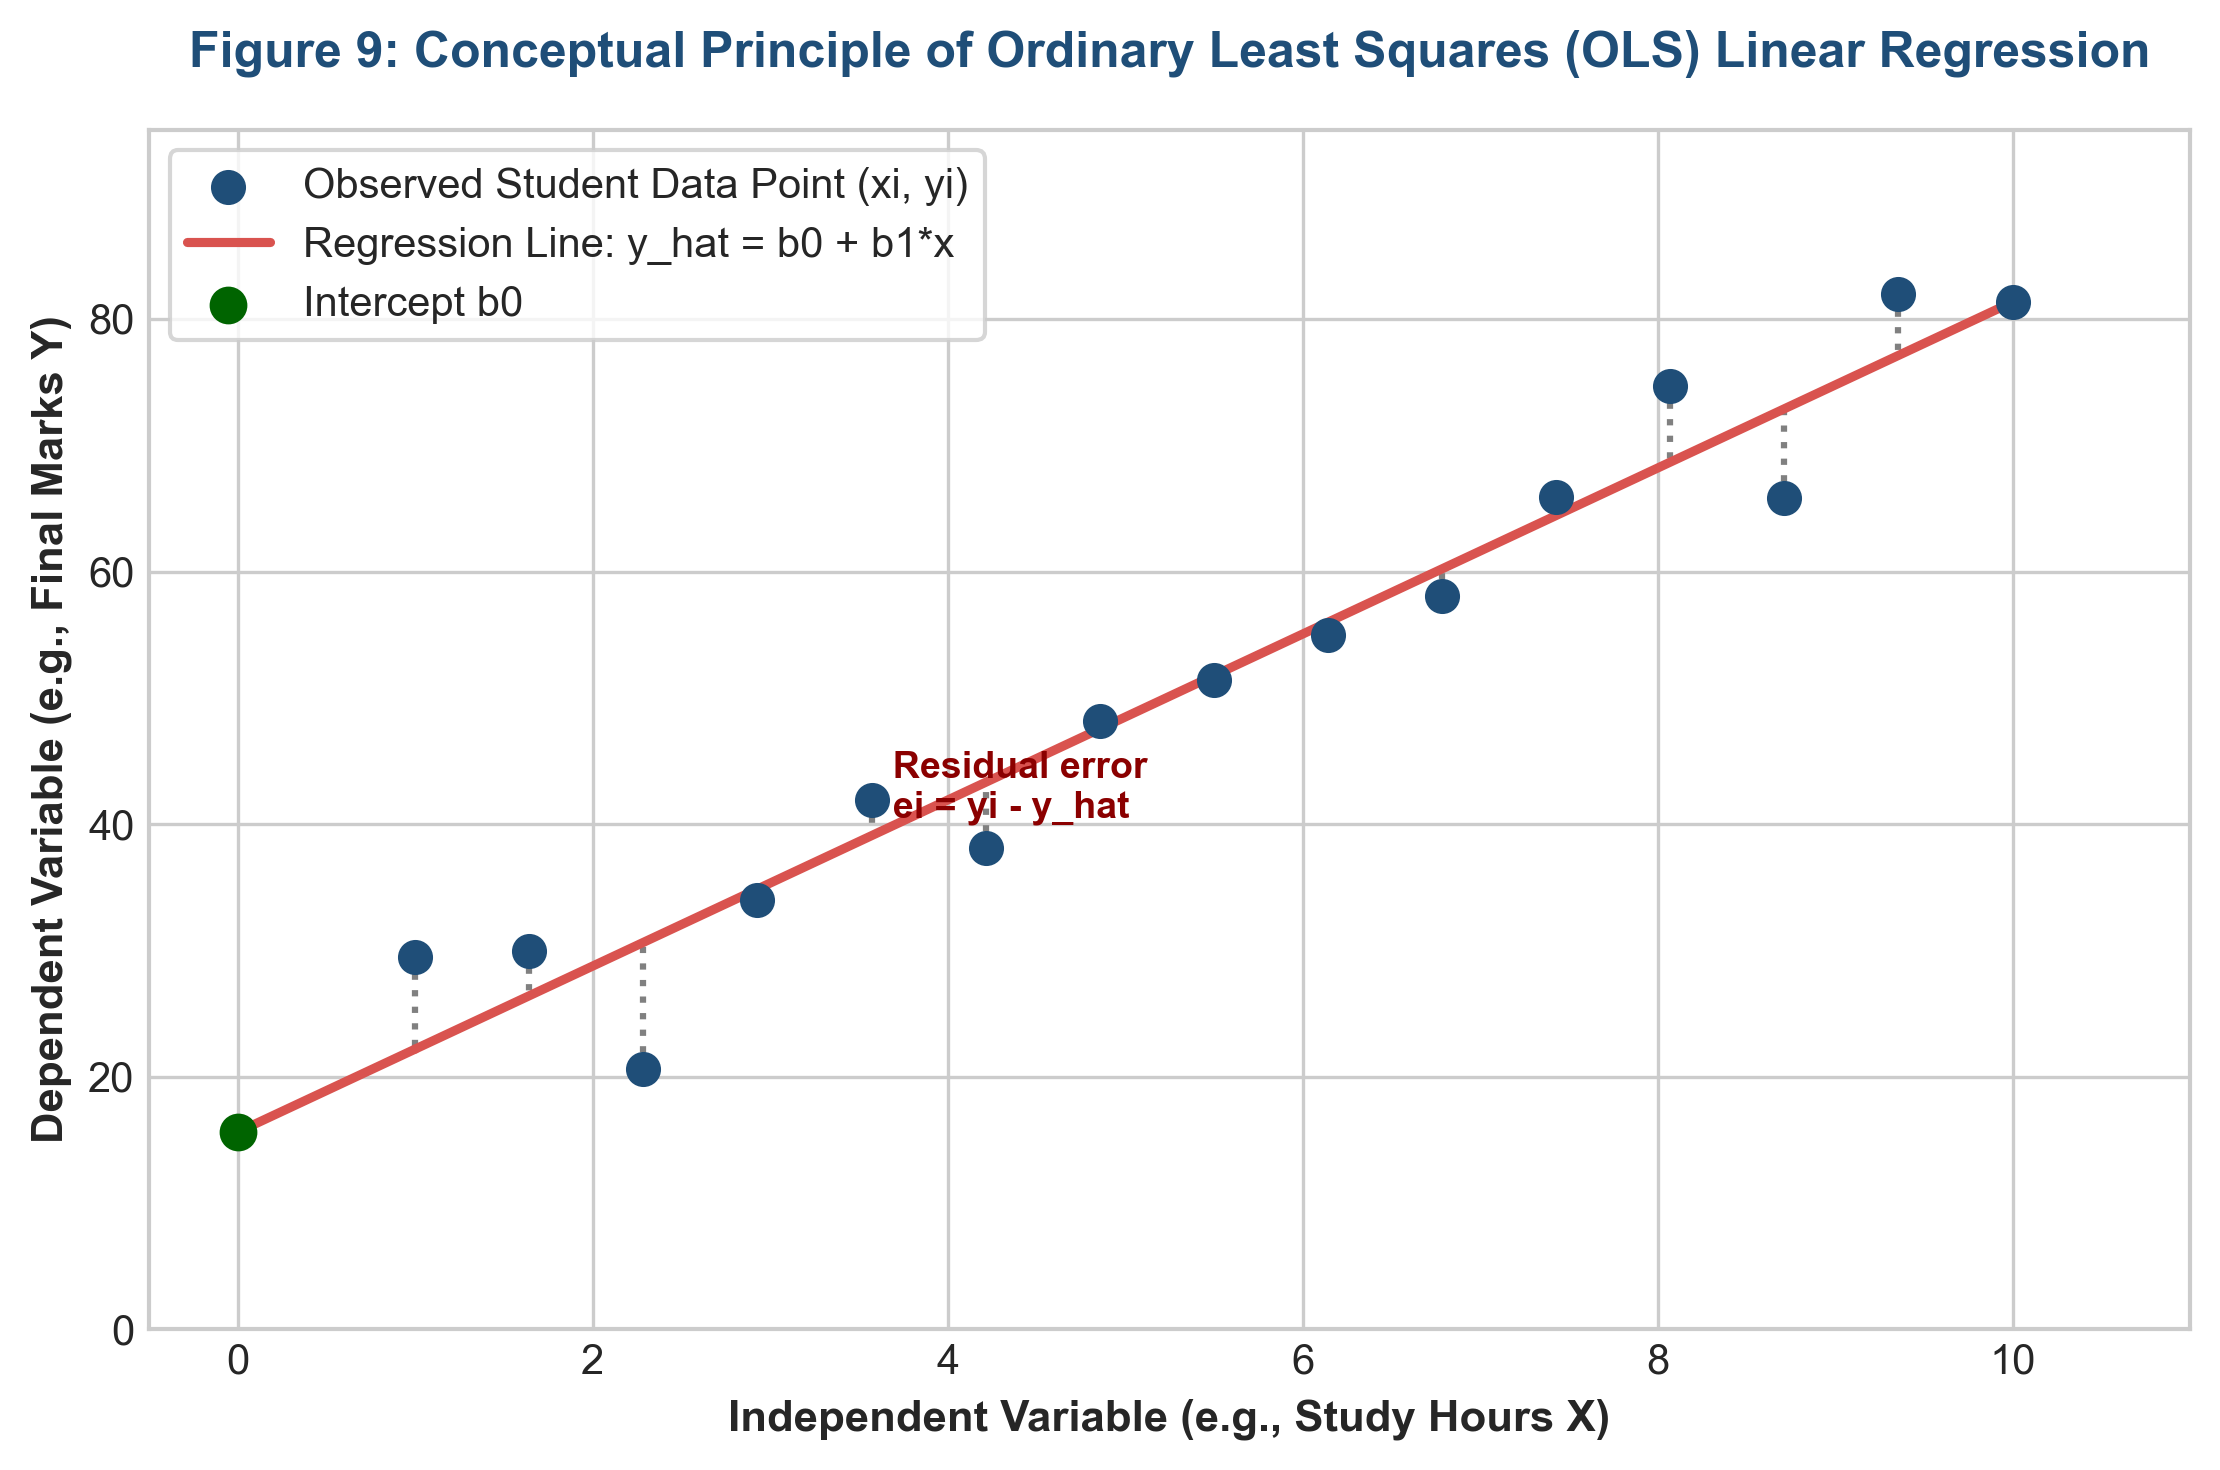 Figure 9: Conceptual Principle of Ordinary Least Squares (OLS) Linear Regression
Observed Student Data Point (xi, yi)
Regression Line: y_hat = b0 + b1*x
Intercept b0
Dependent Variable (e.g., Final Marks Y)
80
60
40
20
0
Residual error
ei = yi - y_hat
0 2 4 6 8 10
Independent Variable (e.g., Study Hours X)